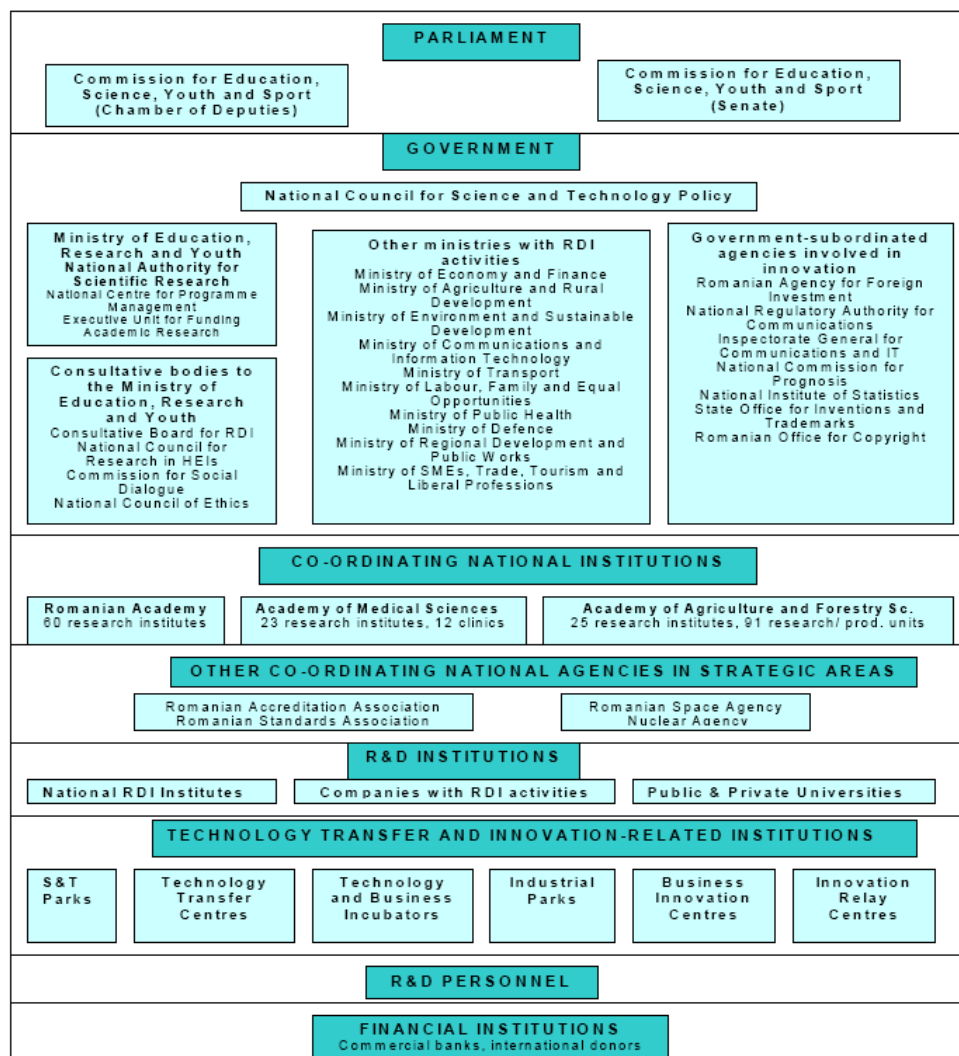 PARLIAMENT
Commission for Education,
Science, Youth and Sport
(Chamber of Deputies)
Commission for Education,
Science, Youth and Sport
(Senate)
GOVERNMENT
National Council for Science and Technology Policy
Ministry of Education,
Research and Youth
National Authority for
Scientific Research
National Centre for Programme
Management
Executive Unit for Funding
Academic Research
Consultative bodies to
the Ministry of
Education, Research
and Youth
Consultative Board for RDI
National Council for
Research in HEIs
Commission for Social
Dialogue
National Council of Ethics
Other ministries with RDI
activities
Ministry of Economy and Finance
Ministry of Agriculture and Rural
Development
Ministry of Environment and Sustainable
Development
Ministry of Communications and
Information Technology
Ministry of Transport
Ministry of Labour, Family and Equal
Opportunities
Ministry of Public Health
Ministry of Defence
Ministry of Regional Development and
Public Works
Ministry of SMEs, Trade, Tourism and
Liberal Professions
Government-subordinated
agencies involved in
innovation
Romanian Agency for Foreign
Investment
National Regulatory Authority for
Communications
Inspectorate General for
Communications and IT
National Commission for
Prognosis
National Institute of Statistics
State Office for Inventions and
Trademarks
Romanian Office for Copyright
CO-ORDINATING NATIONAL INSTITUTIONS
Romanian Academy
60 research institutes
Academy of Medical Sciences
23 research institutes, 12 clinics
Academy of Agriculture and Forestry Sc.
25 research institutes, 91 research/ prod. units
OTHER CO-ORDINATING NATIONAL AGENCIES IN STRATEGIC AREAS
Romanian Accreditation Association
Romanian Standards Association
Romanian Space Agency
Nuclear Agency
R&D INSTITUTIONS
National RDI Institutes
Companies with RDI activities
Public & Private Universities
TECHNOLOGY TRANSFER AND INNOVATION-RELATED INSTITUTIONS
S&T
Parks
Technology
Transfer
Centres
Technology
and Business
Incubators
Industrial
Parks
Business
Innovation
Centres
Innovation
Relay
Centres
R&D PERSONNEL
FINANCIAL INSTITUTIONS
Commercial banks, international donors